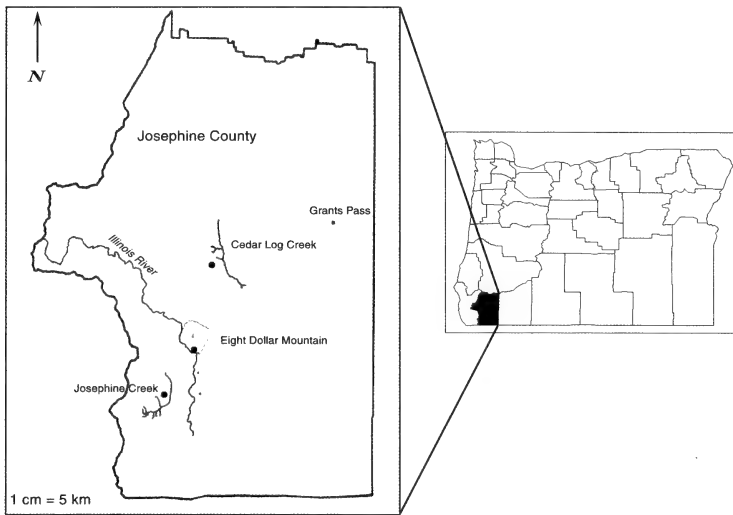 N
Josephine County
Grants Pass
Illinois River
Cedar Log Creek
Eight Dollar Mountain
Josephine Creek
1 cm = 5 km